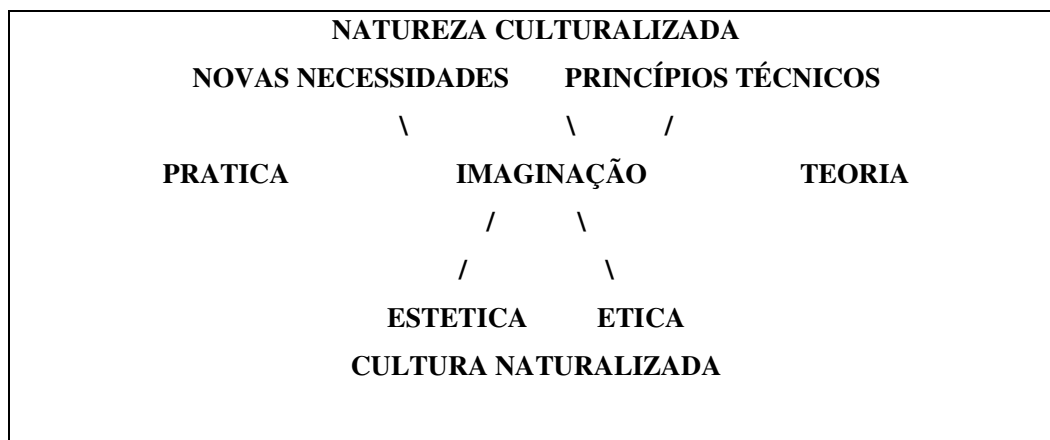 NATUREZA CULTURALIZADA
NOVAS NECESSIDADES PRINCÍPIOS TÉCNICOS
\ \ /
PRATICA IMAGINAÇÃO TEORIA
/ \
/ \
ESTETICA ETICA
CULTURA NATURALIZADA